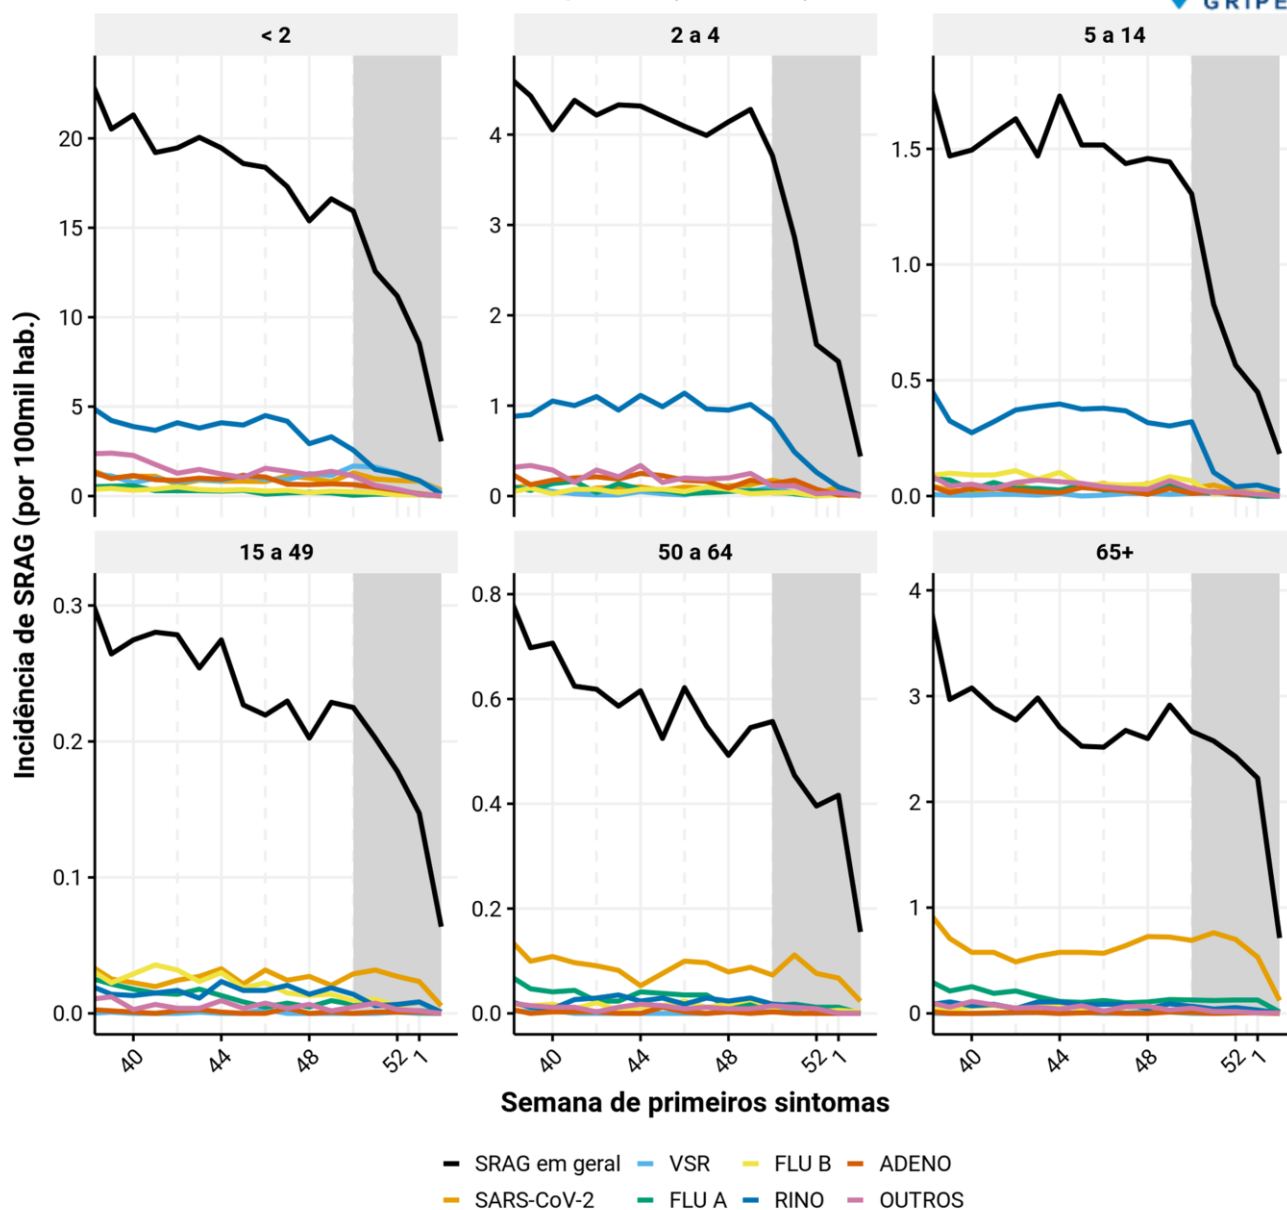 GRIPE
< 2
2 a 4
5 a 14
20
15
10
5
0
4
3
2
1
0
1.5
1.0
0.5
0.0
Incidência de SRAG (por 100mil hab.)
15 a 49
50 a 64
65+
0.3
0.2
0.1
0.0
0.8
0.6
0.4
0.2
0.0
4
3
2
1
0
40 44 48 52 1
40 44 48 52 1
40 44 48 52 1
Semana de primeiros sintomas
SRAG em geral VSR FLU B ADENO
SARS-CoV-2 FLU A RINO OUTROS